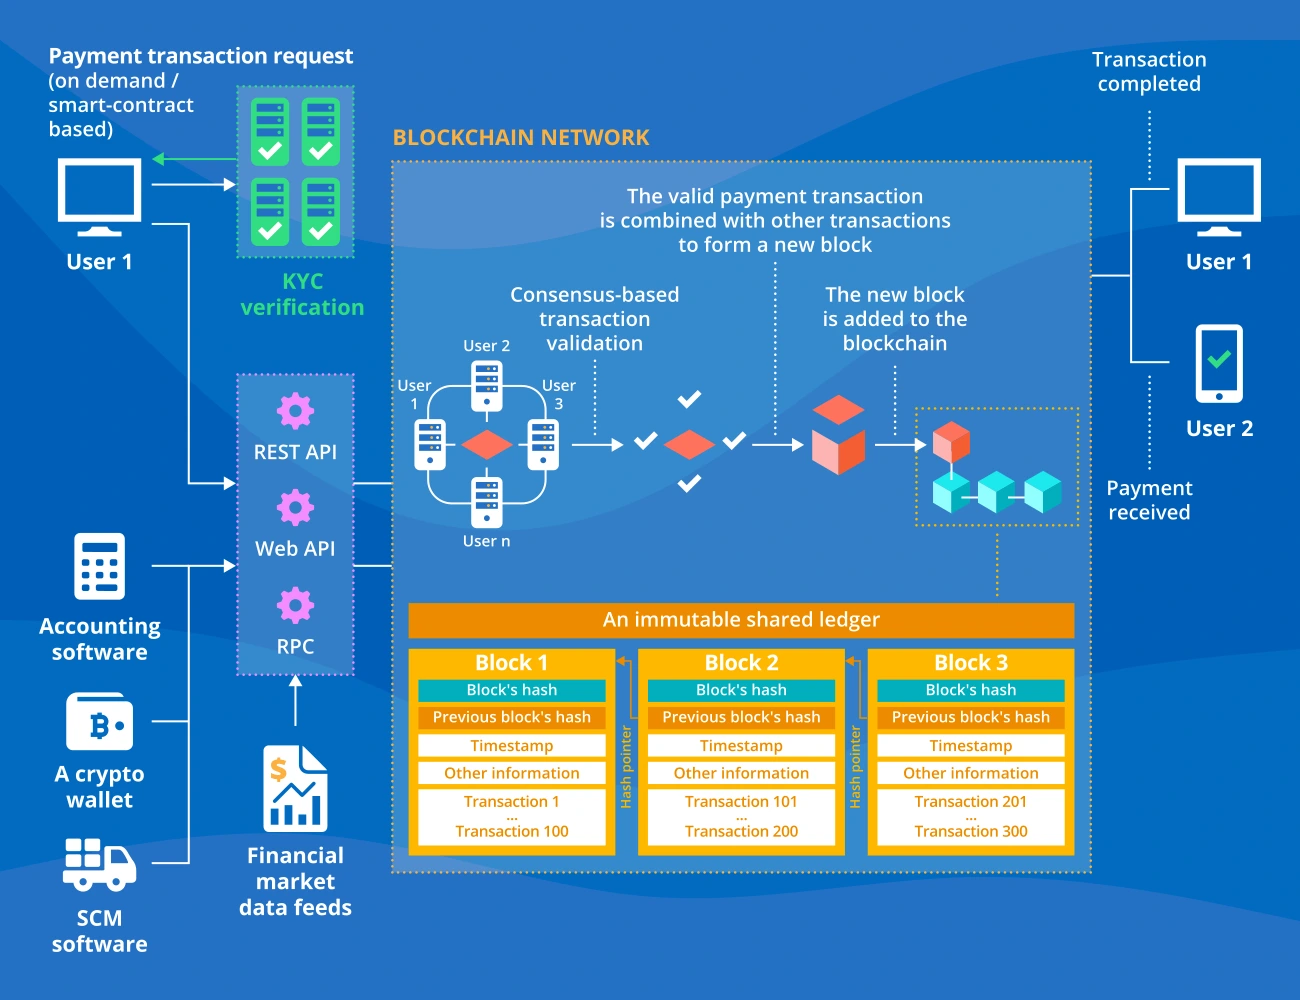 Payment transaction request
(on demand /
smart-contract
based)
User 1
KYC
verification
REST API
Web API
RPC
Accounting
software
A crypto
wallet
SCM
software
Financial
market
data feeds
$
BLOCKCHAIN NETWORK
The valid payment transaction
is combined with other transactions
to form a new block
Consensus-based
transaction
validation
The new block
is added to the
blockchain
User 2
User
1
User
3
User n
An immutable shared ledger
Block 1
Block's hash
Previous block's hash
Timestamp
Other information
Transaction 1
...
Transaction 100
Hash pointer
Block 2
Block's hash
Previous block's hash
Timestamp
Other information
Transaction 101
...
Transaction 200
Hash pointer
Block 3
Block's hash
Previous block's hash
Timestamp
Other information
Transaction 201
...
Transaction 300
Transaction
completed
User 1
User 2
Payment
received